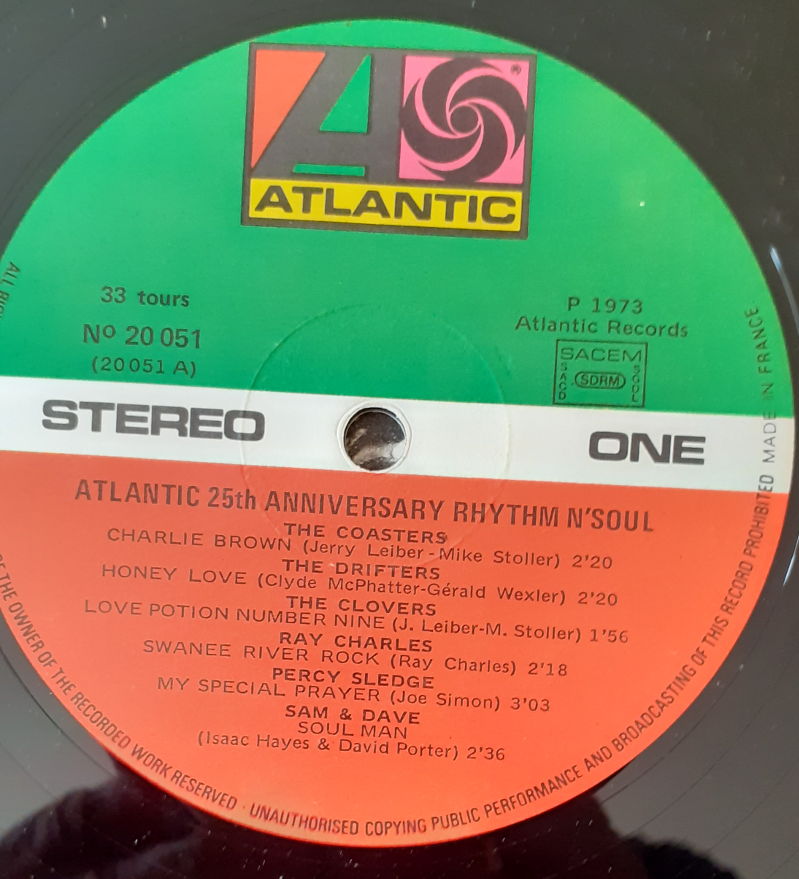 ATLANTIC
®
33 tours
Nº 20 051
(20 051 A)
P 1973
Atlantic Records
SACEM
SACD
SDRM
SGDL
STEREO
ONE
ATLANTIC 25th ANNIVERSARY RHYTHM N'SOUL
THE COASTERS
CHARLIE BROWN (Jerry Leiber - Mike Stoller) 2'20
THE DRIFTERS
HONEY LOVE (Clyde McPhatter-Gérald Wexler) 2'20
THE CLOVERS
LOVE POTION NUMBER NINE (J. Leiber-M. Stoller) 1'56
RAY CHARLES
SWANEE RIVER ROCK (Ray Charles) 2'18
PERCY SLEDGE
MY SPECIAL PRAYER (Joe Simon) 3'03
SAM & DAVE
SOUL MAN
(Isaac Hayes & David Porter) 2'36
ALL
OF THE OWNER OF THE RECORDED WORK RESERVED · UNAUTHORISED COPYING PUBLIC PERFORMANCE AND BROADCASTING OF THIS RECORD PROHIBITED MADE IN FRANCE